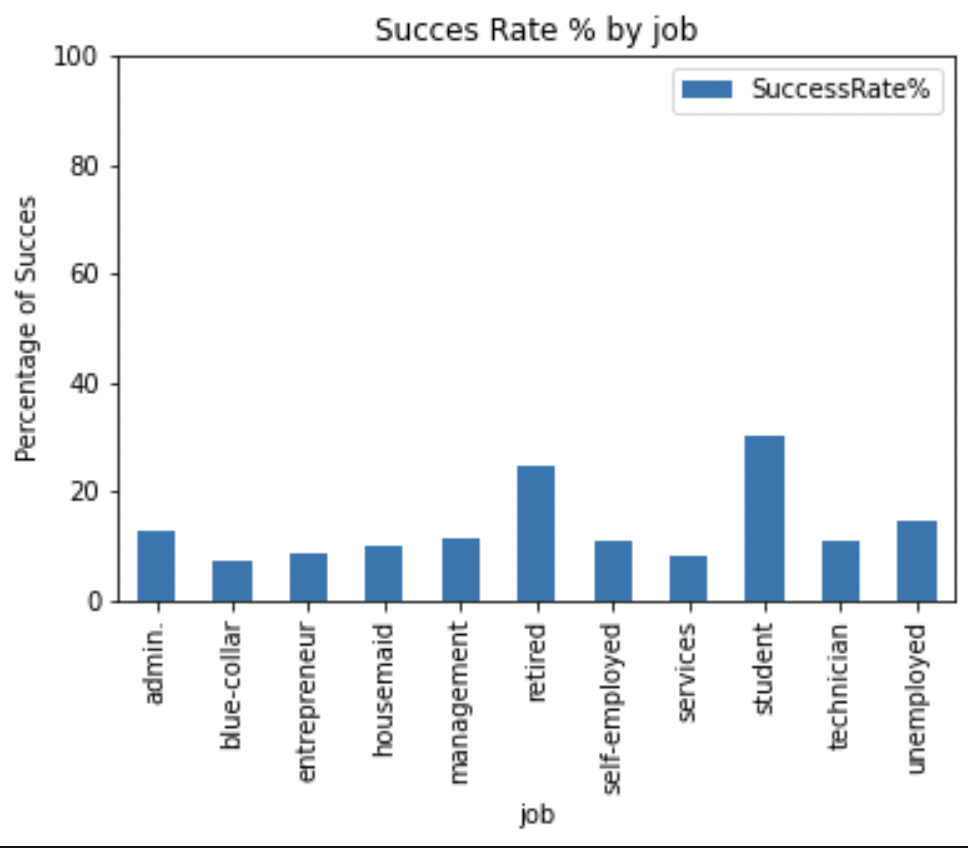 Succes Rate % by job
SuccessRate%
Percentage of Succes
100
80
60
40
20
0
admin.
blue-collar
entrepreneur
housemaid
management
retired
self-employed
services
student
technician
unemployed
job